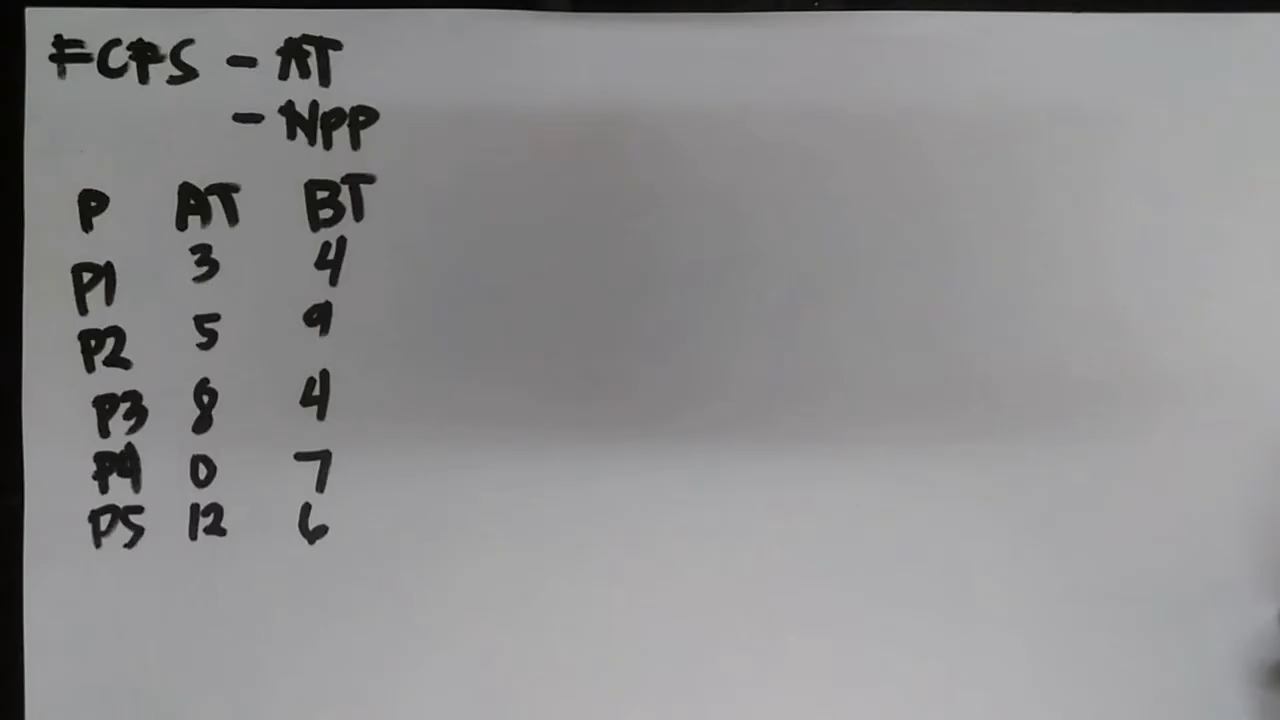 FCFS - AT
- NPP
P AT BT
P1 3 4
P2 5 9
P3 8 4
P4 0 7
P5 12 6